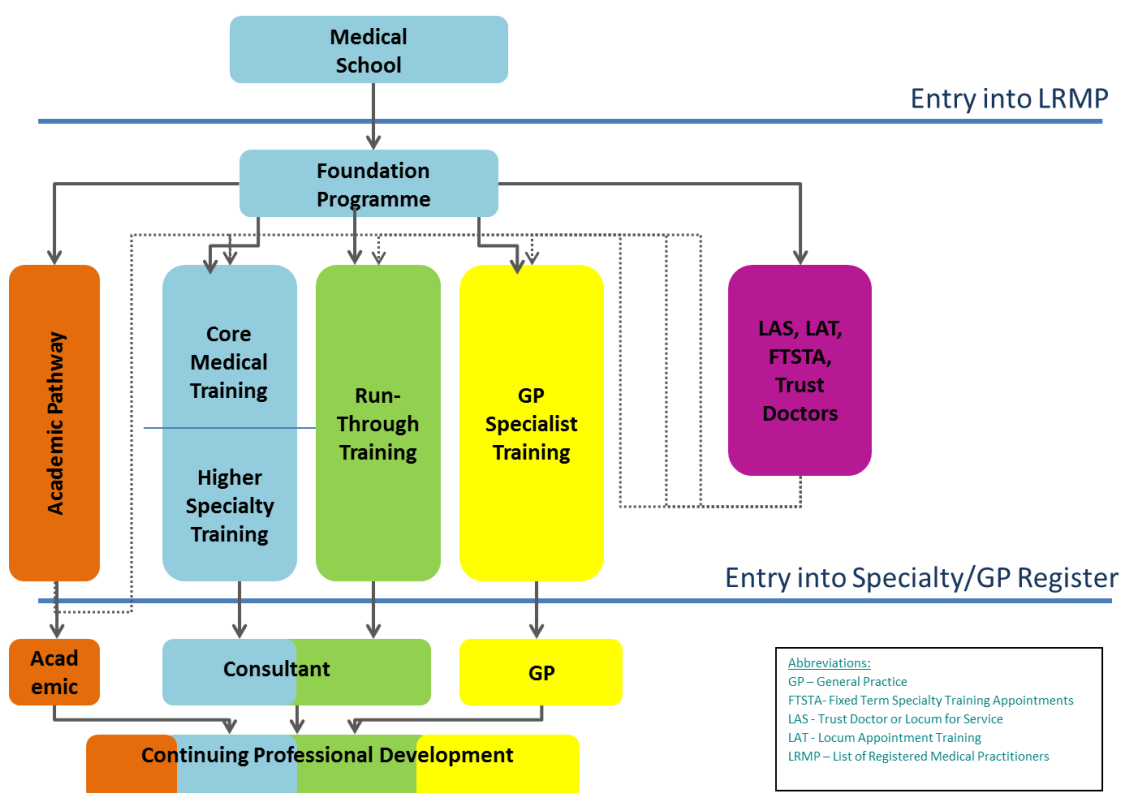 Medical
School
Entry into LRMP
Foundation
Programme
Academic Pathway
Core
Medical
Training
Higher
Specialty
Training
Run-
Through
Training
GP
Specialist
Training
LAS, LAT,
FTSTA,
Trust
Doctors
Entry into Specialty/GP Register
Acad
emic
Consultant
GP
Continuing Professional Development
Abbreviations:
GP – General Practice
FTSTA- Fixed Term Specialty Training Appointments
LAS - Trust Doctor or Locum for Service
LAT - Locum Appointment Training
LRMP – List of Registered Medical Practitioners